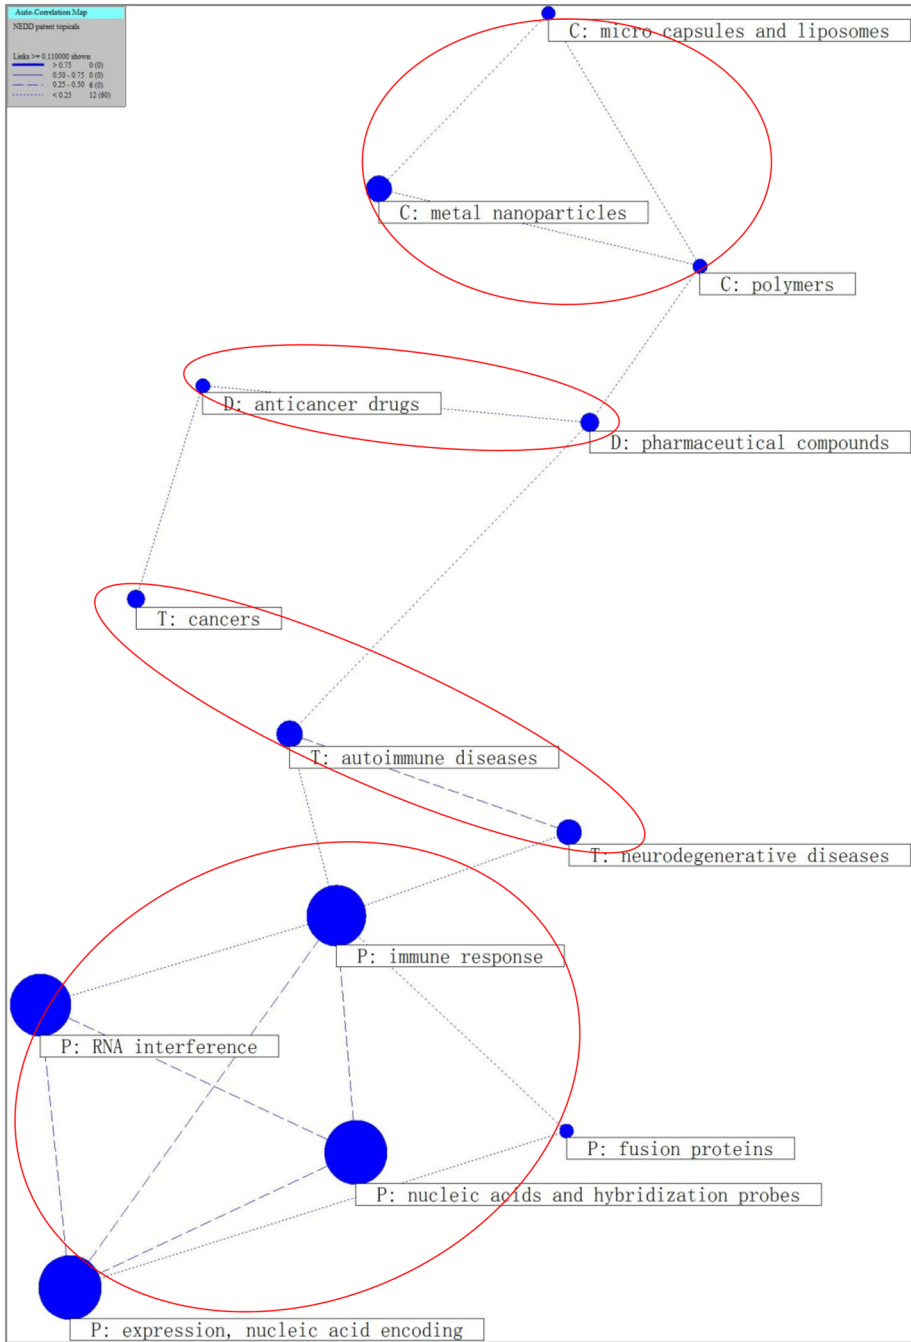 Auto-Correlation Map
NEDD patent topicals
Links >= 0.110000 shown
> 0.75 0 (0)
0.50 - 0.75 0 (0)
0.25 - 0.50 6 (0)
< 0.25 12 (60)
C: micro capsules and liposomes
C: metal nanoparticles
C: polymers
D: anticancer drugs
D: pharmaceutical compounds
T: cancers
T: autoimmune diseases
T: neurodegenerative diseases
P: immune response
P: RNA interference
P: fusion proteins
P: nucleic acids and hybridization probes
P: expression, nucleic acid encoding